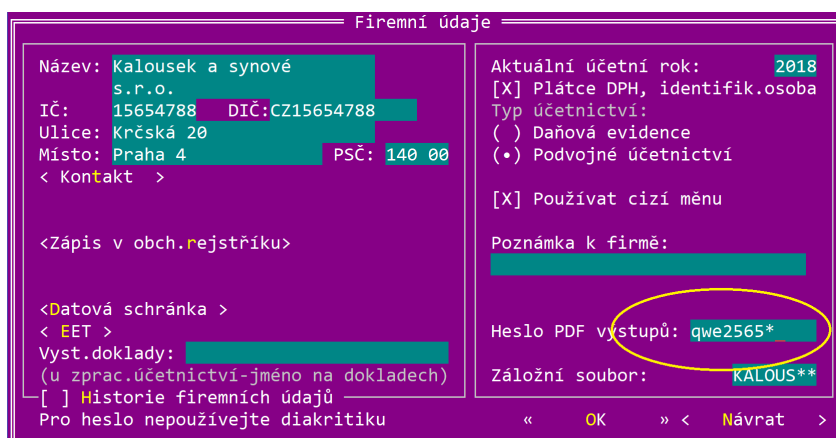 Firemní údaje
Název: Kalousek a synové
s.r.o.
IČ: 15654788 DIČ:CZ15654788
Ulice: Krčská 20
Místo: Praha 4 PSČ: 140 00
< Kontakt >
<Zápis v obch.rejstříku>
<Datová schránka >
< EET >
Vyst.doklady:
(u zprac.účetnictví-jméno na dokladech)
[ ] Historie firemních údajů
Aktuální účetní rok: 2018
[X] Plátce DPH, identifik.osoba
Typ účetnictví:
( ) Daňová evidence
(•) Podvojné účetnictví
[X] Používat cizí měnu
Poznámka k firmě:
Heslo PDF výstupů: qwe2565*
Záložní soubor: KALOUS**
Pro heslo nepoužívejte diakritiku
« OK » < Návrat >